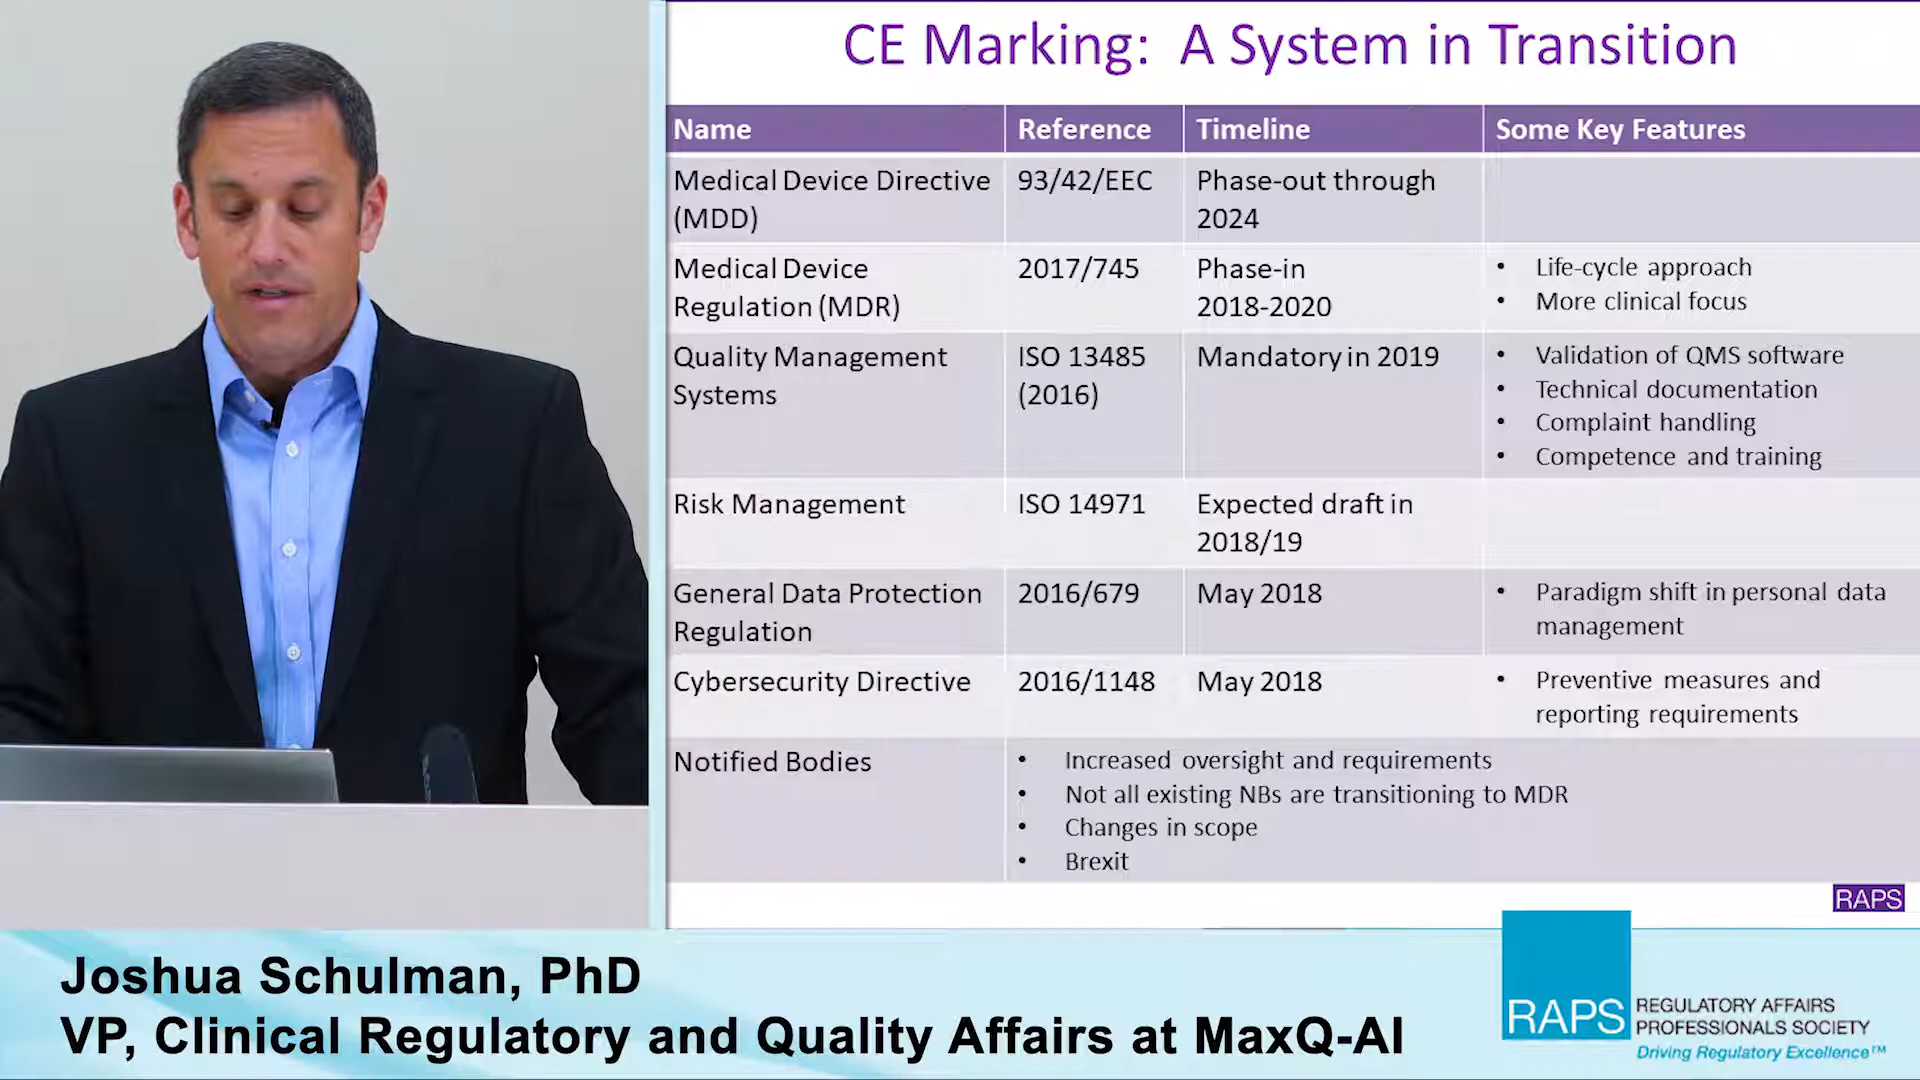 CE Marking: A System in Transition
Name Reference Timeline Some Key Features
Medical Device Directive (MDD) 93/42/EEC Phase-out through 2024
Medical Device Regulation (MDR) 2017/745 Phase-in 2018-2020
• Life-cycle approach
• More clinical focus
Quality Management Systems ISO 13485 (2016) Mandatory in 2019
• Validation of QMS software
• Technical documentation
• Complaint handling
• Competence and training
Risk Management ISO 14971 Expected draft in 2018/19
General Data Protection Regulation 2016/679 May 2018
• Paradigm shift in personal data management
Cybersecurity Directive 2016/1148 May 2018
• Preventive measures and reporting requirements
Notified Bodies
• Increased oversight and requirements
• Not all existing NBs are transitioning to MDR
• Changes in scope
• Brexit
RAPS
Joshua Schulman, PhD
VP, Clinical Regulatory and Quality Affairs at MaxQ-AI
RAPS
REGULATORY AFFAIRS
PROFESSIONALS SOCIETY
Driving Regulatory Excellence™